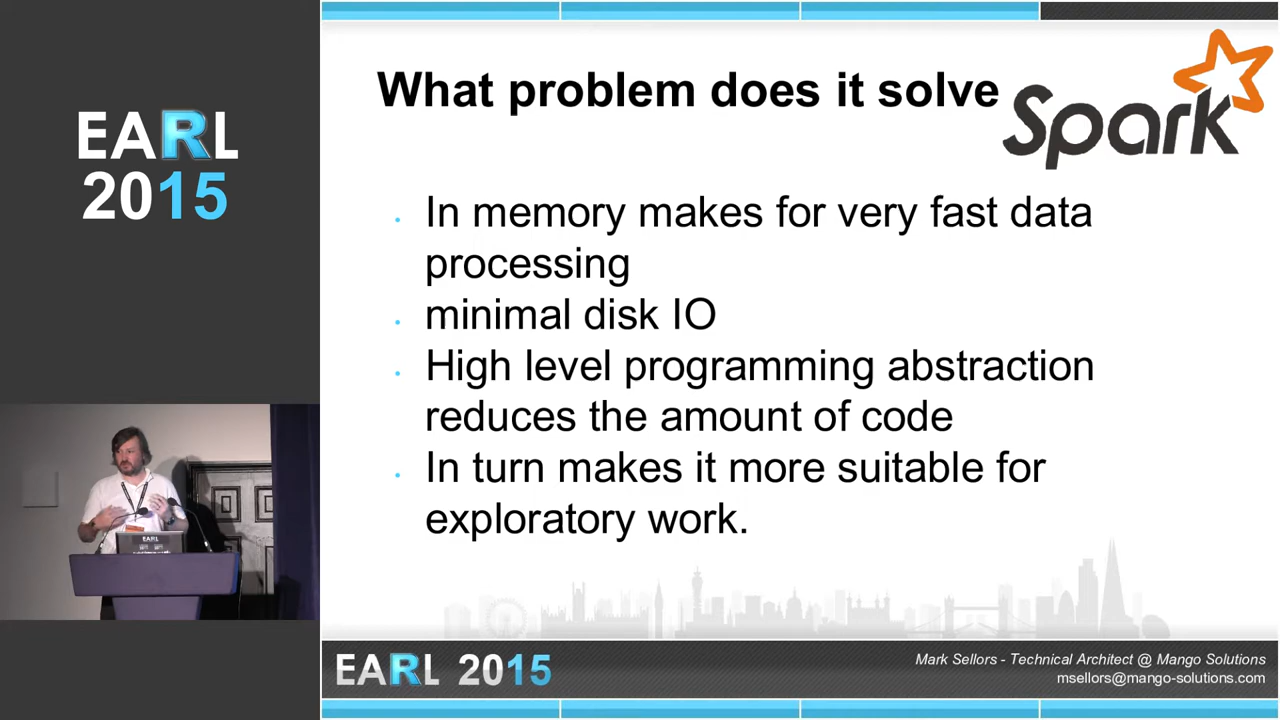 EARL
2015
What problem does it solve
Spark
In memory makes for very fast data
processing
minimal disk IO
High level programming abstraction
reduces the amount of code
In turn makes it more suitable for
exploratory work.
EARL
EARL 2015
Mark Sellors - Technical Architect @ Mango Solutions
msellors@mango-solutions.com